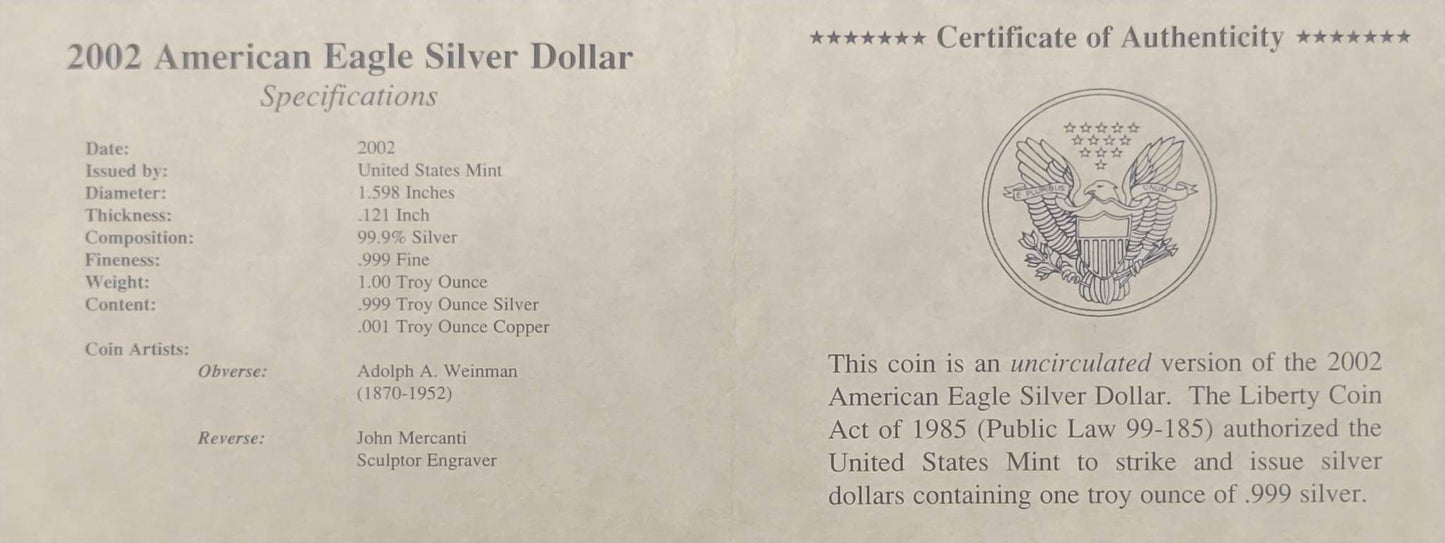 2002 American Eagle Silver Dollar
Specifications
Date: 2002
Issued by: United States Mint
Diameter: 1.598 Inches
Thickness: .121 Inch
Composition: 99.9% Silver
Fineness: .999 Fine
Weight: 1.00 Troy Ounce
Content: .999 Troy Ounce Silver
.001 Troy Ounce Copper
Coin Artists:
Obverse: Adolph A. Weinman
(1870-1952)
Reverse: John Mercanti
Sculptor Engraver
★★★★★★★ Certificate of Authenticity ★★★★★★★
E PLURIBUS UNUM
This coin is an uncirculated version of the 2002
American Eagle Silver Dollar. The Liberty Coin
Act of 1985 (Public Law 99-185) authorized the
United States Mint to strike and issue silver
dollars containing one troy ounce of .999 silver.